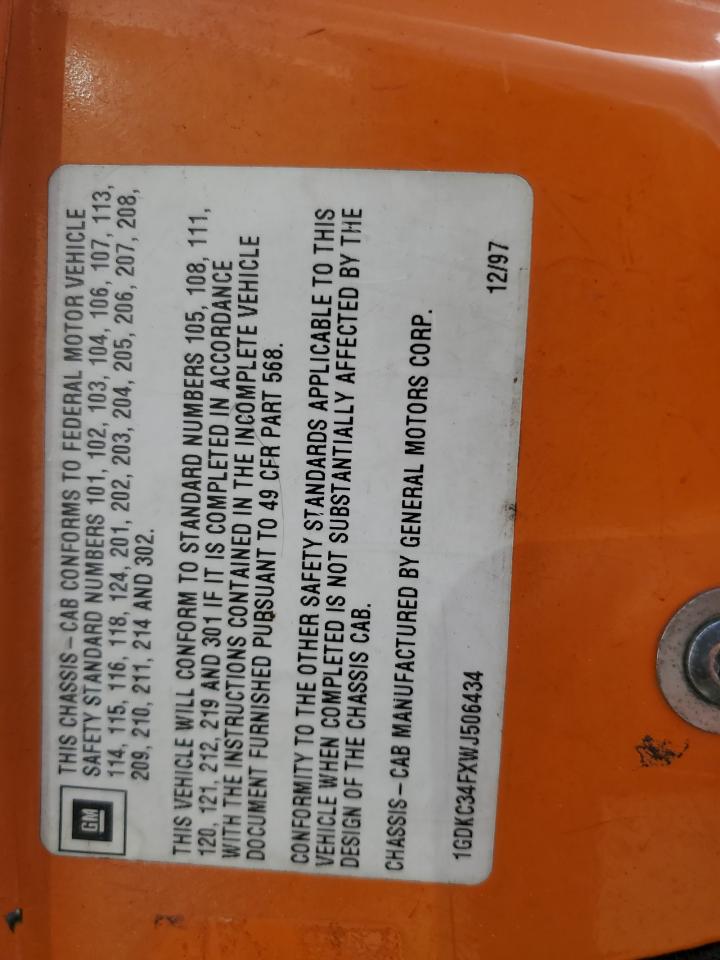 GM
THIS CHASSIS-CAB CONFORMS TO FEDERAL MOTOR VEHICLE
SAFETY STANDARD NUMBERS 101, 102, 103, 104, 106, 107, 113,
114, 115, 116, 118, 124, 201, 202, 203, 204, 205, 206, 207, 208,
209, 210, 211, 214 AND 302.
THIS VEHICLE WILL CONFORM TO STANDARD NUMBERS 105, 108, 111,
120, 121, 212, 219 AND 301 IF IT IS COMPLETED IN ACCORDANCE
WITH THE INSTRUCTIONS CONTAINED IN THE INCOMPLETE VEHICLE
DOCUMENT FURNISHED PURSUANT TO 49 CFR PART 568.
CONFORMITY TO THE OTHER SAFETY STANDARDS APPLICABLE TO THIS
VEHICLE WHEN COMPLETED IS NOT SUBSTANTIALLY AFFECTED BY THE
DESIGN OF THE CHASSIS CAB.
CHASSIS-CAB MANUFACTURED BY GENERAL MOTORS CORP.
1GDKC34FXWJ506434 12/97